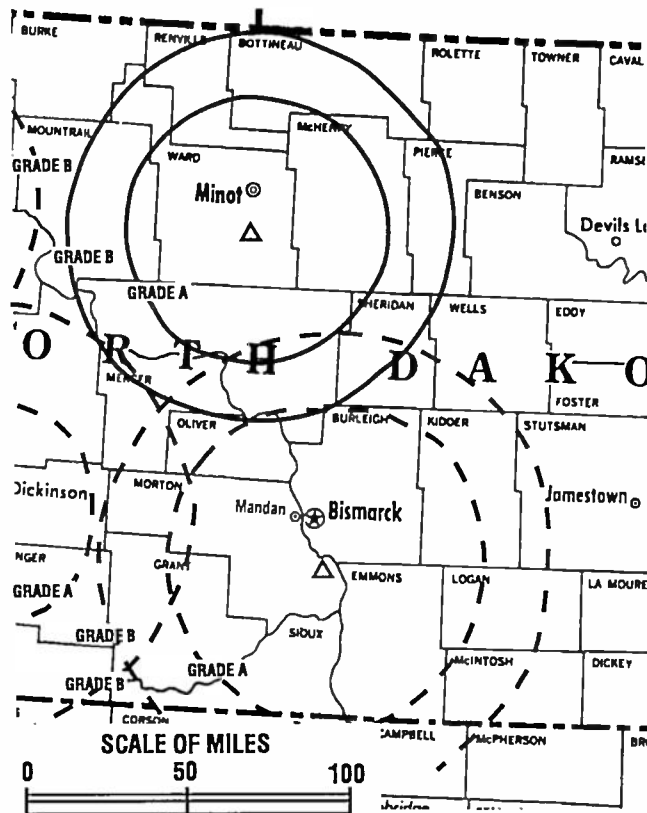 BURKE
RENVILLE
BOTTINEAU
ROLETTE
TOWNER
CAVAL
MOUNTRAIL
WARD
McHENRY
PIERCE
RAMSE
GRADE B
BENSON
Minot
Devils L
GRADE B
GRADE A
SHERIDAN
WELLS
EDDY
O R T H D A K O
MERCER
FOSTER
OLIVER
BURLEIGH
KIDDER
STUTSMAN
Dickinson
MORTON
Mandan
Bismarck
Jamestown
NGER
GRANT
EMMONS
LOGAN
LA MOURE
GRADE A
GRADE B
SIOUX
GRADE A
McINTOSH
DICKEY
GRADE B
CORSON
CAMPBELL
McPHERSON
BR
SCALE OF MILES
0 50 100